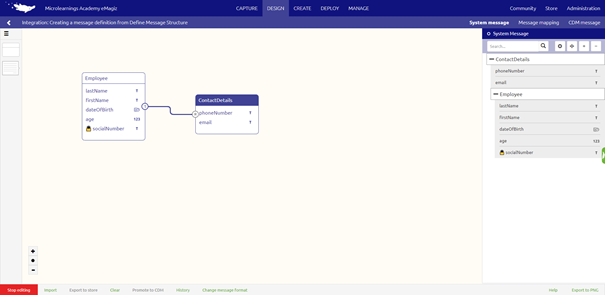 Microlearnings Academy eMagiz
CAPTURE
DESIGN
CREATE
DEPLOY
MANAGE
Community
Store
Administration
Integration: Creating a message definition from Define Message Structure
System message
Message mapping
CDM message
System Message
Search...
ContactDetails
phoneNumber T
email T
Employee
lastName T
firstName T
dateOfBirth
age 123
socialNumber T
Employee
lastName T
firstName T
dateOfBirth
age 123
socialNumber T
ContactDetails
phoneNumber T
email T
Stop editing
Import
Export to store
Clear
Promote to CDM
History
Change message format
Help
Export to PNG